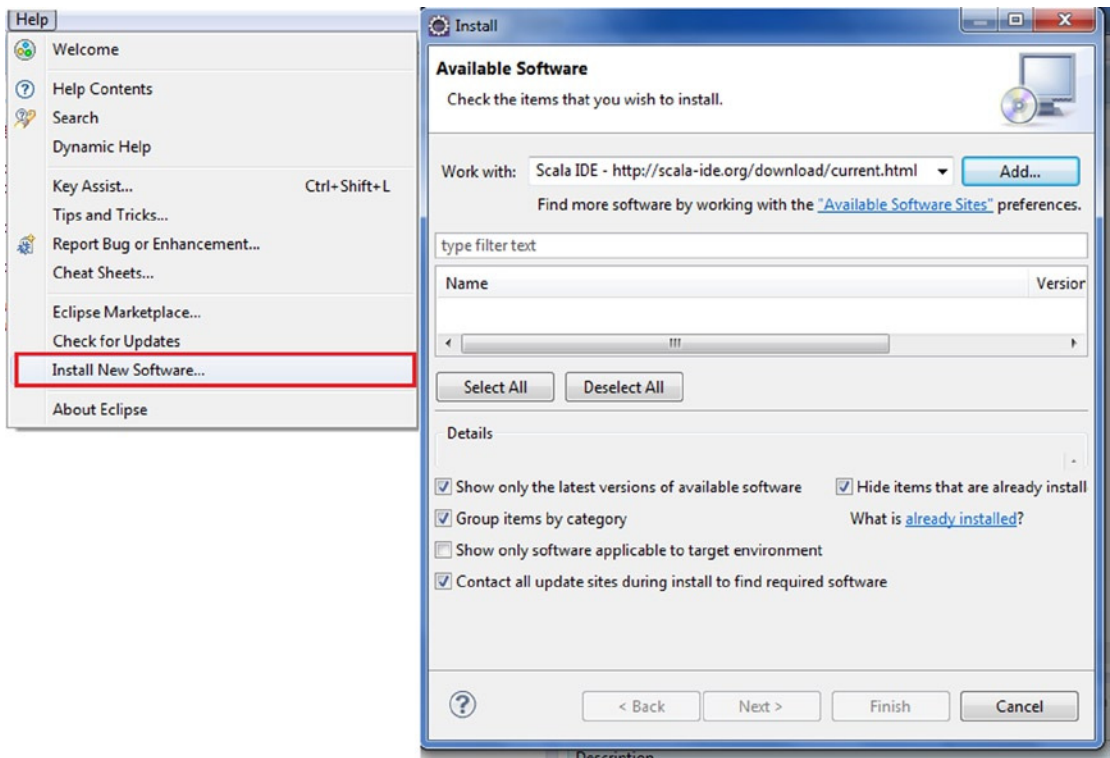 Help
Welcome
Help Contents
Search
Dynamic Help
Key Assist... Ctrl+Shift+L
Tips and Tricks...
Report Bug or Enhancement...
Cheat Sheets...
Eclipse Marketplace...
Check for Updates
Install New Software...
About Eclipse
Install
Available Software
Check the items that you wish to install.
Work with: Scala IDE - http://scala-ide.org/download/current.html Add...
Find more software by working with the "Available Software Sites" preferences.
type filter text
Name Version
Select All Deselect All
Details
Show only the latest versions of available software Hide items that are already install
Group items by category What is already installed?
Show only software applicable to target environment
Contact all update sites during install to find required software
< Back Next > Finish Cancel
Description